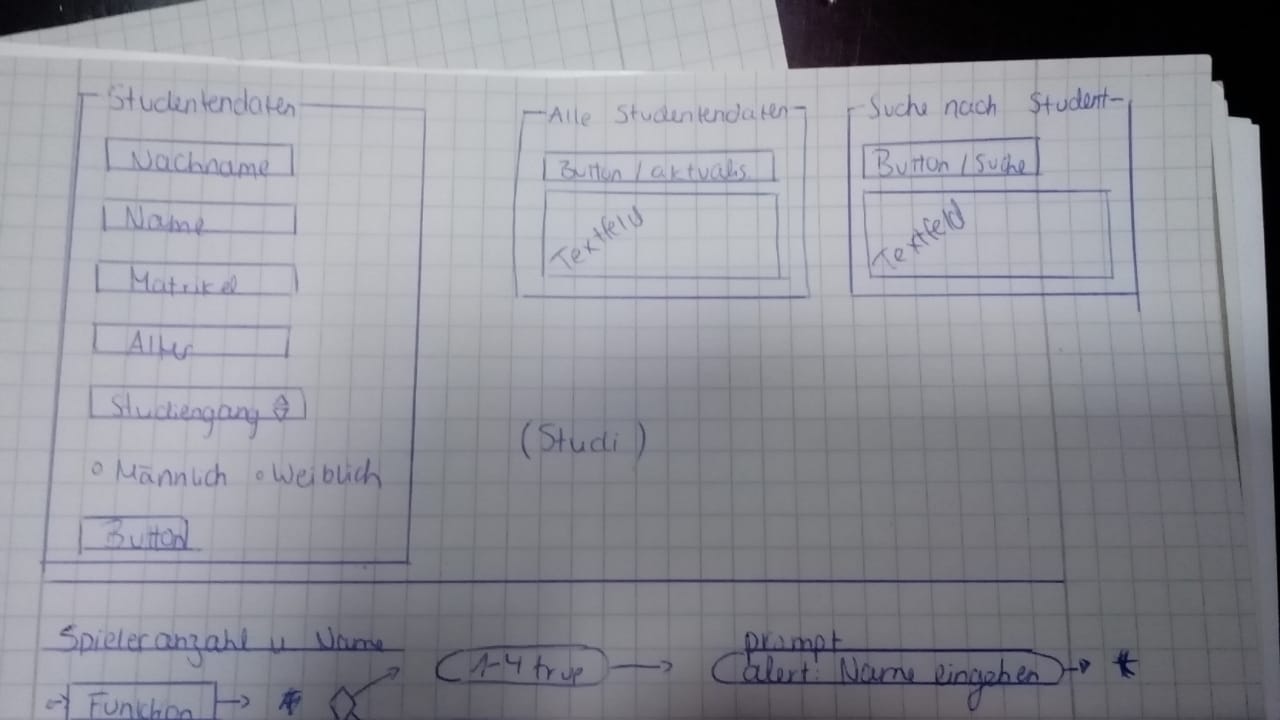 Studentendaten
Nachname
Name
Matrikel
Alter
Studiengang
Männlich Weiblich
Button
Alle Studentendaten
Button / aktualis.
Textfeld
Suche nach Student
Button / Suche
Textfeld
(Studi)
Spieleranzahl u Name
Funktion
1-4 true
prompt
alert: Name eingeben